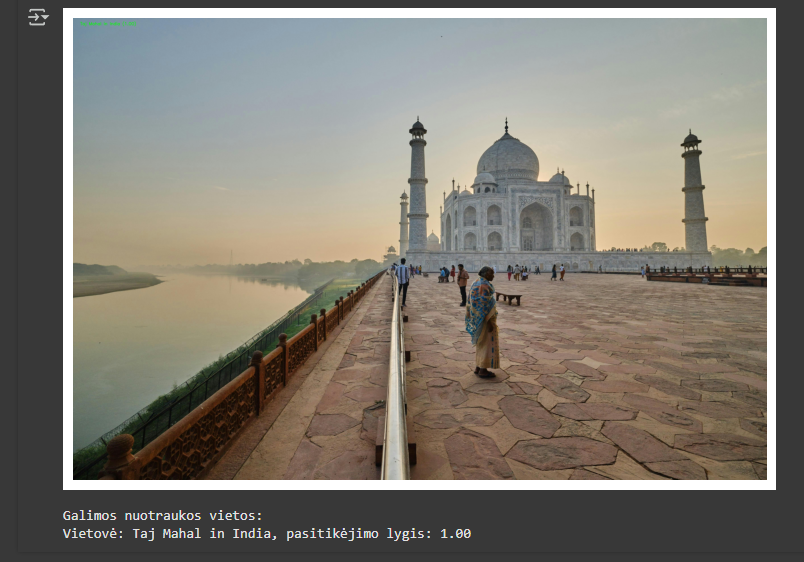 Galimos nuotraukos vietos:
Vietovė: Taj Mahal in India, pasitikėjimo lygis: 1.00